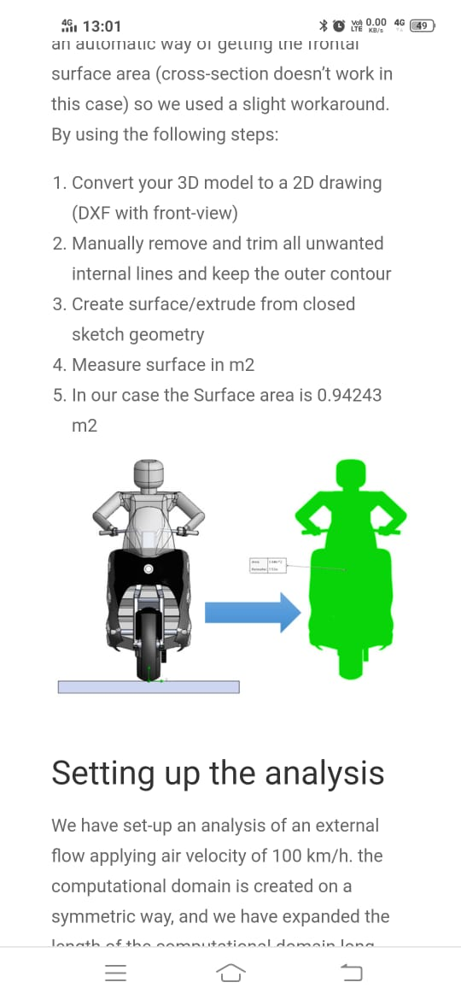 4G 13:01 VoLTE 0.00 KB/s 4G 49
an automatic way of getting the frontal
surface area (cross-section doesn’t work in
this case) so we used a slight workaround.
By using the following steps:
1. Convert your 3D model to a 2D drawing
(DXF with front-view)
2. Manually remove and trim all unwanted
internal lines and keep the outer contour
3. Create surface/extrude from closed
sketch geometry
4. Measure surface in m2
5. In our case the Surface area is 0.94243
m2
Setting up the analysis
We have set-up an analysis of an external
flow applying air velocity of 100 km/h. the
computational domain is created on a
symmetric way, and we have expanded the
length of the computational domain long